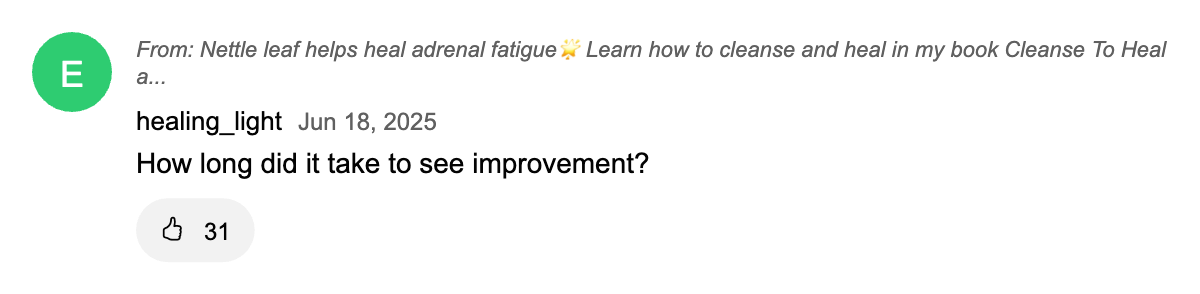 E
From: Nettle leaf helps heal adrenal fatigue🌟 Learn how to cleanse and heal in my book Cleanse To Heal
a...
healing_light Jun 18, 2025
How long did it take to see improvement?
31